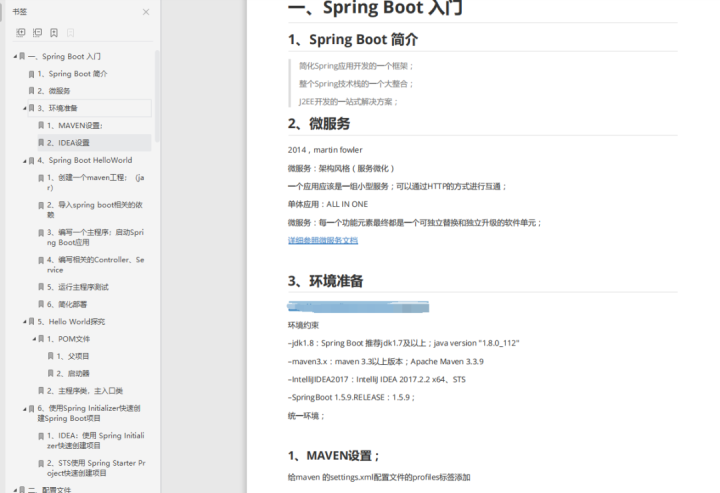 书签
一、Spring Boot 入门
1、Spring Boot 简介
2、微服务
3、环境准备
1、MAVEN设置;
2、IDEA设置
4、Spring Boot HelloWorld
1、创建一个maven工程：（jar）
2、导入spring boot相关的依赖
3、编写一个主程序：启动Spring Boot应用
4、编写相关的Controller、Service
5、运行主程序测试
6、简化部署
5、Hello World探究
1、POM文件
1、父项目
2、启动器
2、主程序类，主入口类
6、使用Spring Initializer快速创建Spring Boot项目
1、IDEA：使用 Spring Initializer快速创建项目
2、STS使用 Spring Starter Project快速创建项目
二、配置文件
一、Spring Boot 入门
1、Spring Boot 简介
简化Spring应用开发的一个框架；
整个Spring技术栈的一个大整合；
J2EE开发的一站式解决方案；
2、微服务
2014，martin fowler
微服务：架构风格（服务微化）
一个应用应该是一组小型服务；可以通过HTTP的方式进行互通；
单体应用：ALL IN ONE
微服务：每一个功能元素最终都是一个可独立替换和独立升级的软件单元；
详细参照微服务文档
3、环境准备
环境约束
–jdk1.8：Spring Boot 推荐jdk1.7及以上；java version "1.8.0_112"
–maven3.x：maven 3.3以上版本；Apache Maven 3.3.9
–IntelliJIDEA2017：IntelliJ IDEA 2017.2.2 x64、STS
–SpringBoot 1.5.9.RELEASE：1.5.9；
统一环境；
1、MAVEN设置；
给maven 的settings.xml配置文件的profiles标签添加